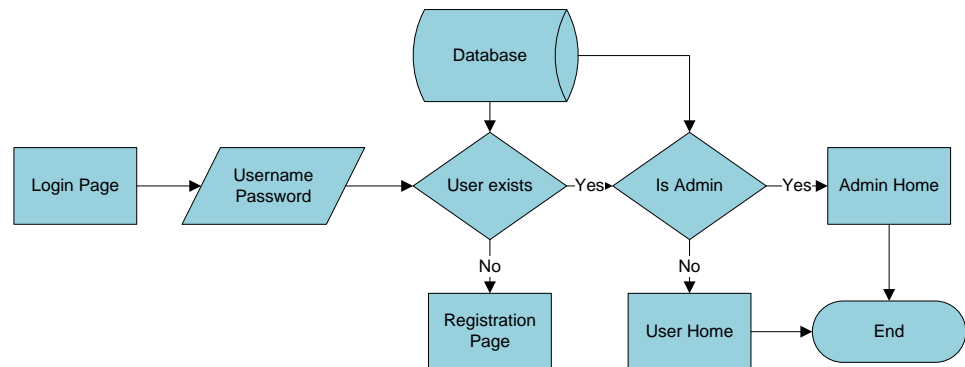 Database
Login Page
Username
Password
User exists
Yes
Is Admin
Yes
Admin Home
No
No
Registration
Page
User Home
End